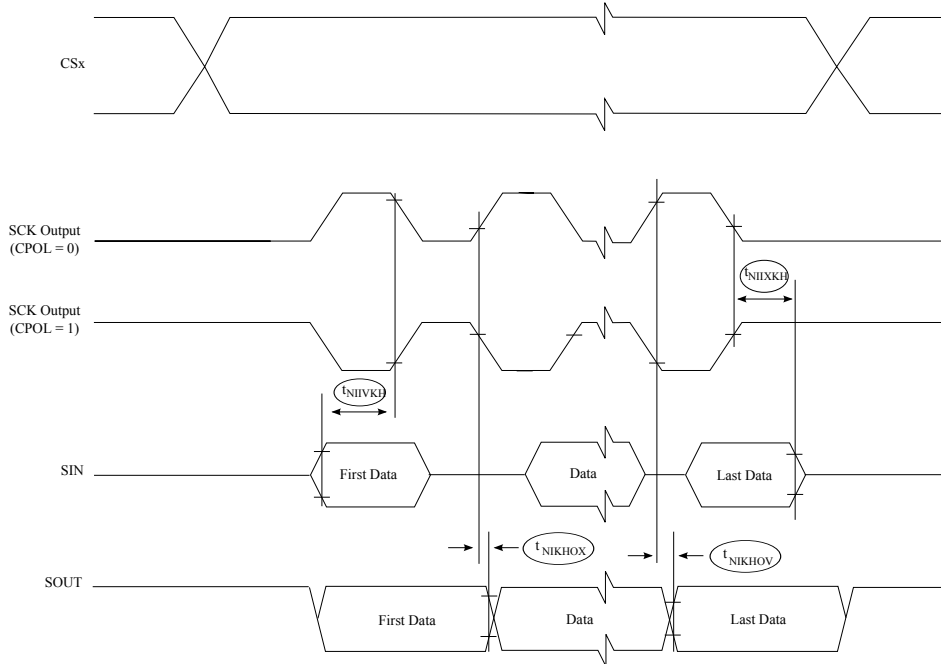 CSx
SCK Output
(CPOL = 0)
tNIIXKH
SCK Output
(CPOL = 1)
tNIIVKH
SIN
First Data
Data
Last Data
tNIKHOX
tNIKHOV
SOUT
First Data
Data
Last Data